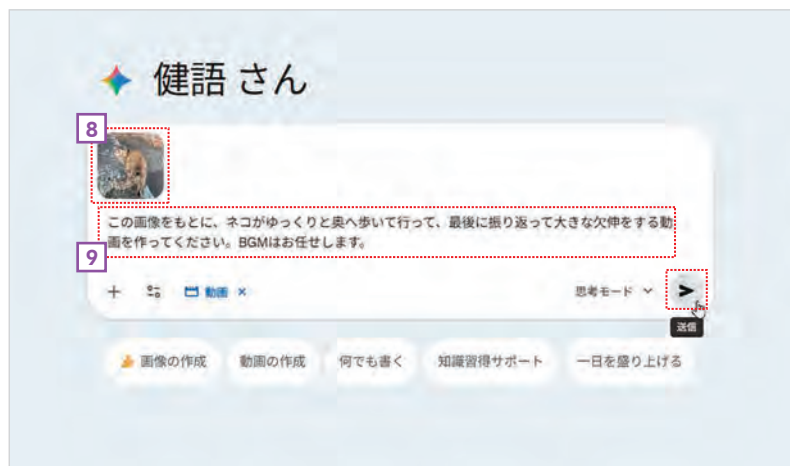 健語 さん
8
この画像をもとに、ネコがゆっくりと奥へ歩いて行って、最後に振り返って大きな欠伸をする動
画を作ってください。BGMはお任せします。
9
動画 ×
思考モード
送信
画像の作成
動画の作成
何でも書く
知識習得サポート
一日を盛り上げる